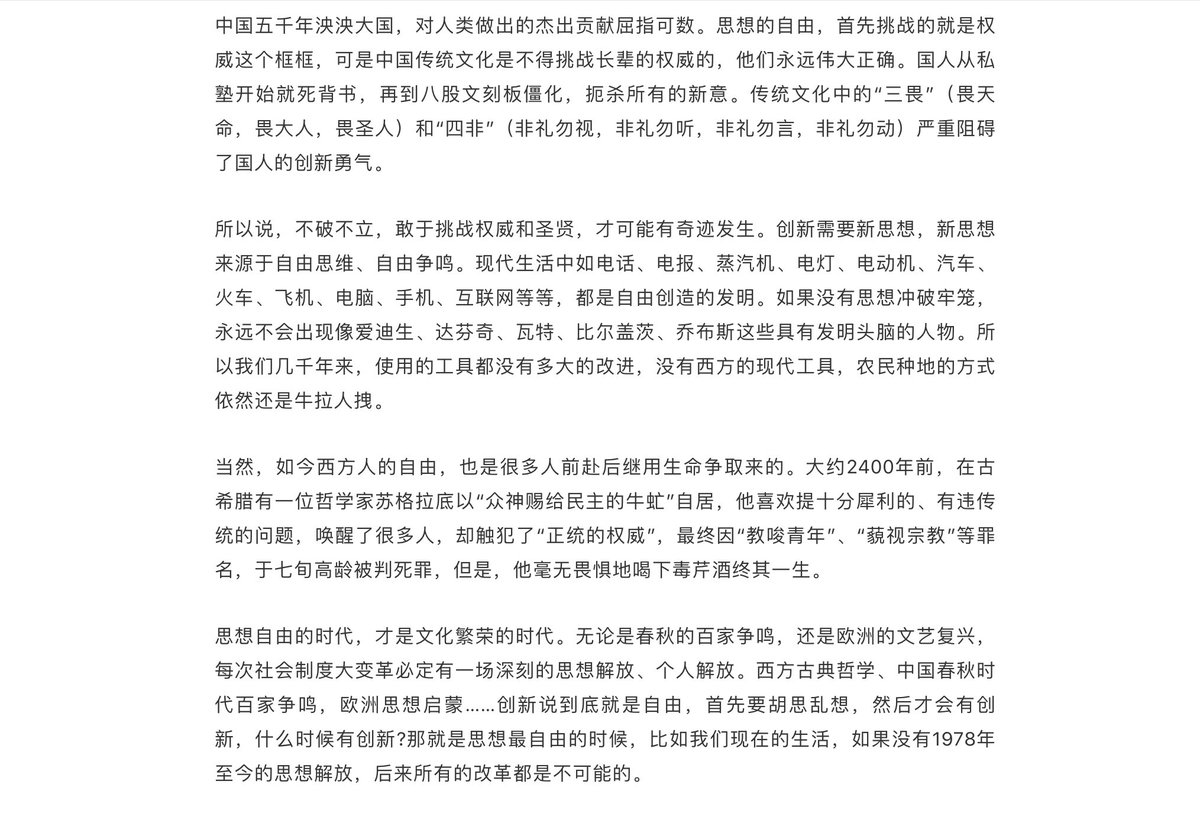 中国五千年泱泱大国，对人类做出的杰出贡献屈指可数。思想的自由，首先挑战的就是权
威这个框框，可是中国传统文化是不得挑战长辈的权威的，他们永远伟大正确。国人从私
塾开始就死背书，再到八股文刻板僵化，扼杀所有的新意。传统文化中的“三畏”（畏天
命，畏大人，畏圣人）和“四非”（非礼勿视，非礼勿听，非礼勿言，非礼勿动）严重阻碍
了国人的创新勇气。
所以说，不破不立，敢于挑战权威和圣贤，才可能有奇迹发生。创新需要新思想，新思想
来源于自由思维、自由争鸣。现代生活中如电话、电报、蒸汽机、电灯、电动机、汽车、
火车、飞机、电脑、手机、互联网等等，都是自由创造的发明。如果没有思想冲破牢笼，
永远不会出现像爱迪生、达芬奇、瓦特、比尔盖茨、乔布斯这些具有发明头脑的人物。所
以我们几千年来，使用的工具都没有多大的改进，没有西方的现代工具，农民种地的方式
依然还是牛拉人拽。
当然，如今西方人的自由，也是很多人前赴后继用生命争取来的。大约2400年前，在古
希腊有一位哲学家苏格拉底以“众神赐给民主的牛虻”自居，他喜欢提十分犀利的、有违传
统的问题，唤醒了很多人，却触犯了“正统的权威”，最终因“教唆青年”、“藐视宗教”等罪
名，于七旬高龄被判死罪，但是，他毫无畏惧地喝下毒芹酒终其一生。
思想自由的时代，才是文化繁荣的时代。无论是春秋的百家争鸣，还是欧洲的文艺复兴，
每次社会制度大变革必定有一场深刻的思想解放、个人解放。西方古典哲学、中国春秋时
代百家争鸣，欧洲思想启蒙……创新说到底就是自由，首先要胡思乱想，然后才会有创
新，什么时候有创新?那就是思想最自由的时候，比如我们现在的生活，如果没有1978年
至今的思想解放，后来所有的改革都是不可能的。